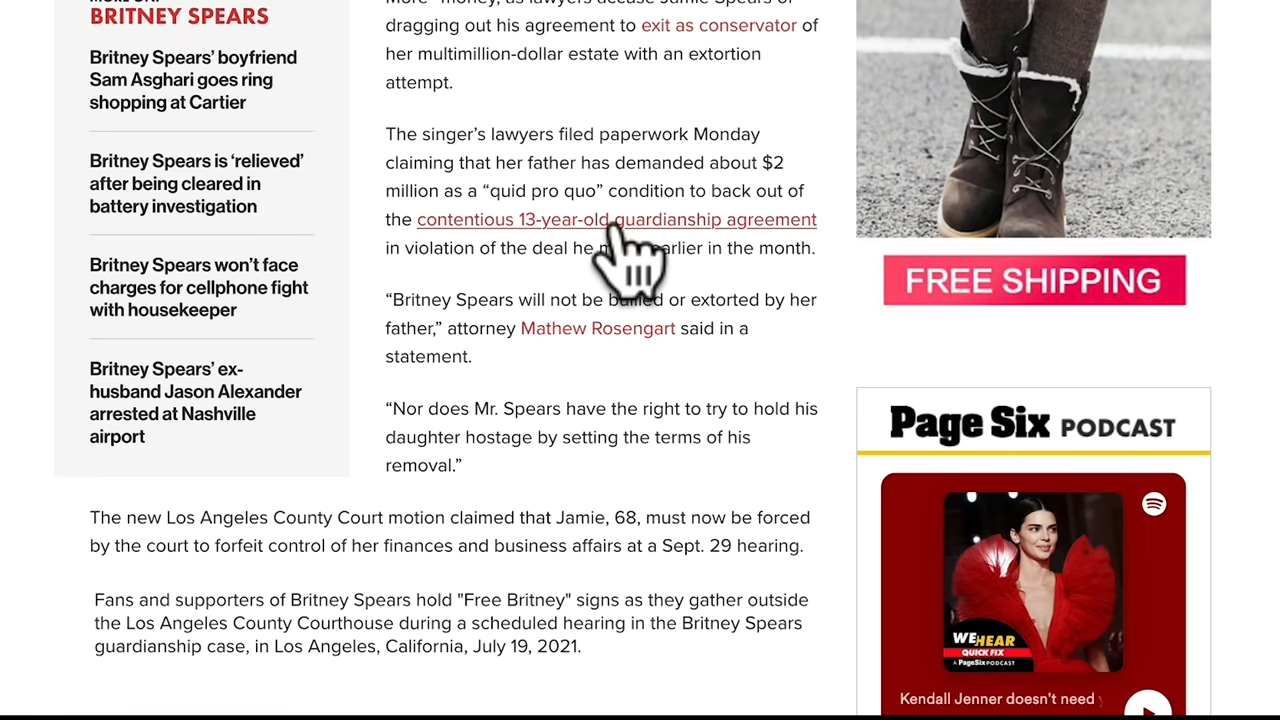 BRITNEY SPEARS
Britney Spears’ boyfriend
Sam Asghari goes ring
shopping at Cartier
Britney Spears is ‘relieved’
after being cleared in
battery investigation
Britney Spears won’t face
charges for cellphone fight
with housekeeper
Britney Spears’ ex-
husband Jason Alexander
arrested at Nashville
airport
dragging out his agreement to exit as conservator of
her multimillion-dollar estate with an extortion
attempt.
The singer’s lawyers filed paperwork Monday
claiming that her father has demanded about $2
million as a “quid pro quo” condition to back out of
the contentious 13-year-old guardianship agreement
in violation of the deal he earlier in the month.
“Britney Spears will not be bullied or extorted by her
father,” attorney Mathew Rosengart said in a
statement.
“Nor does Mr. Spears have the right to try to hold his
daughter hostage by setting the terms of his
removal.”
The new Los Angeles County Court motion claimed that Jamie, 68, must now be forced
by the court to forfeit control of her finances and business affairs at a Sept. 29 hearing.
Fans and supporters of Britney Spears hold "Free Britney" signs as they gather outside
the Los Angeles County Courthouse during a scheduled hearing in the Britney Spears
guardianship case, in Los Angeles, California, July 19, 2021.
FREE SHIPPING
Page Six PODCAST
WE HEAR
QUICK FIX
A PageSix PODCAST
Kendall Jenner doesn't need